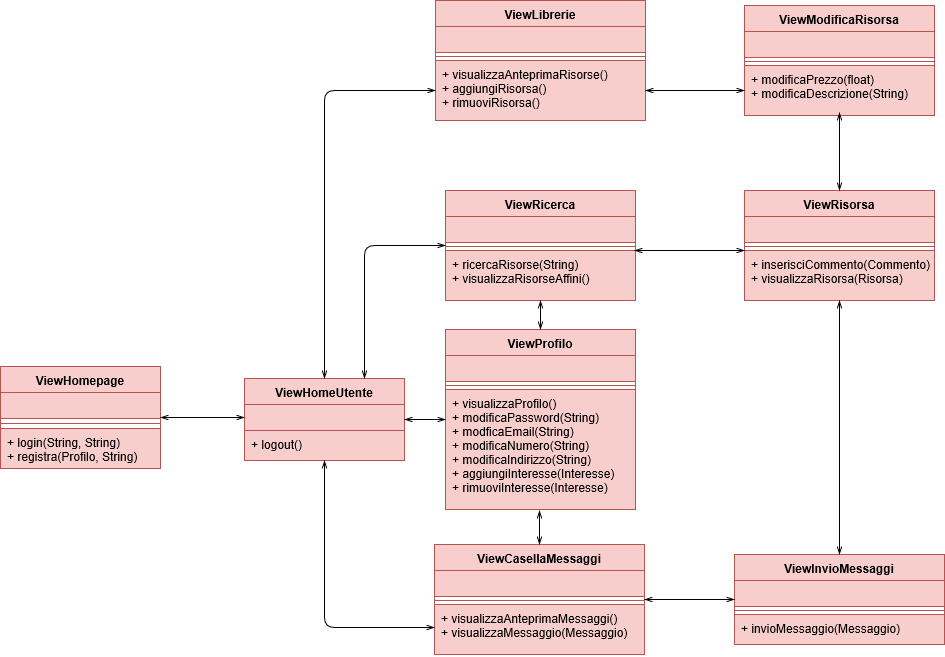 ViewLibrerie
+ visualizzaAnteprimaRisorse()
+ aggiungiRisorsa()
+ rimuoviRisorsa()
ViewModificaRisorsa
+ modificaPrezzo(float)
+ modificaDescrizione(String)
ViewRicerca
+ ricercaRisorse(String)
+ visualizzaRisorseAffini()
ViewRisorsa
+ inserisciCommento(Commento)
+ visualizzaRisorsa(Risorsa)
ViewHomepage
+ login(String, String)
+ registra(Profilo, String)
ViewHomeUtente
+ logout()
ViewProfilo
+ visualizzaProfilo()
+ modificaPassword(String)
+ modficaEmail(String)
+ modificaNumero(String)
+ modificaIndirizzo(String)
+ aggiungiInteresse(Interesse)
+ rimuoviInteresse(Interesse)
ViewCasellaMessaggi
+ visualizzaAnteprimaMessaggi()
+ visualizzaMessaggio(Messaggio)
ViewInvioMessaggi
+ invioMessaggio(Messaggio)